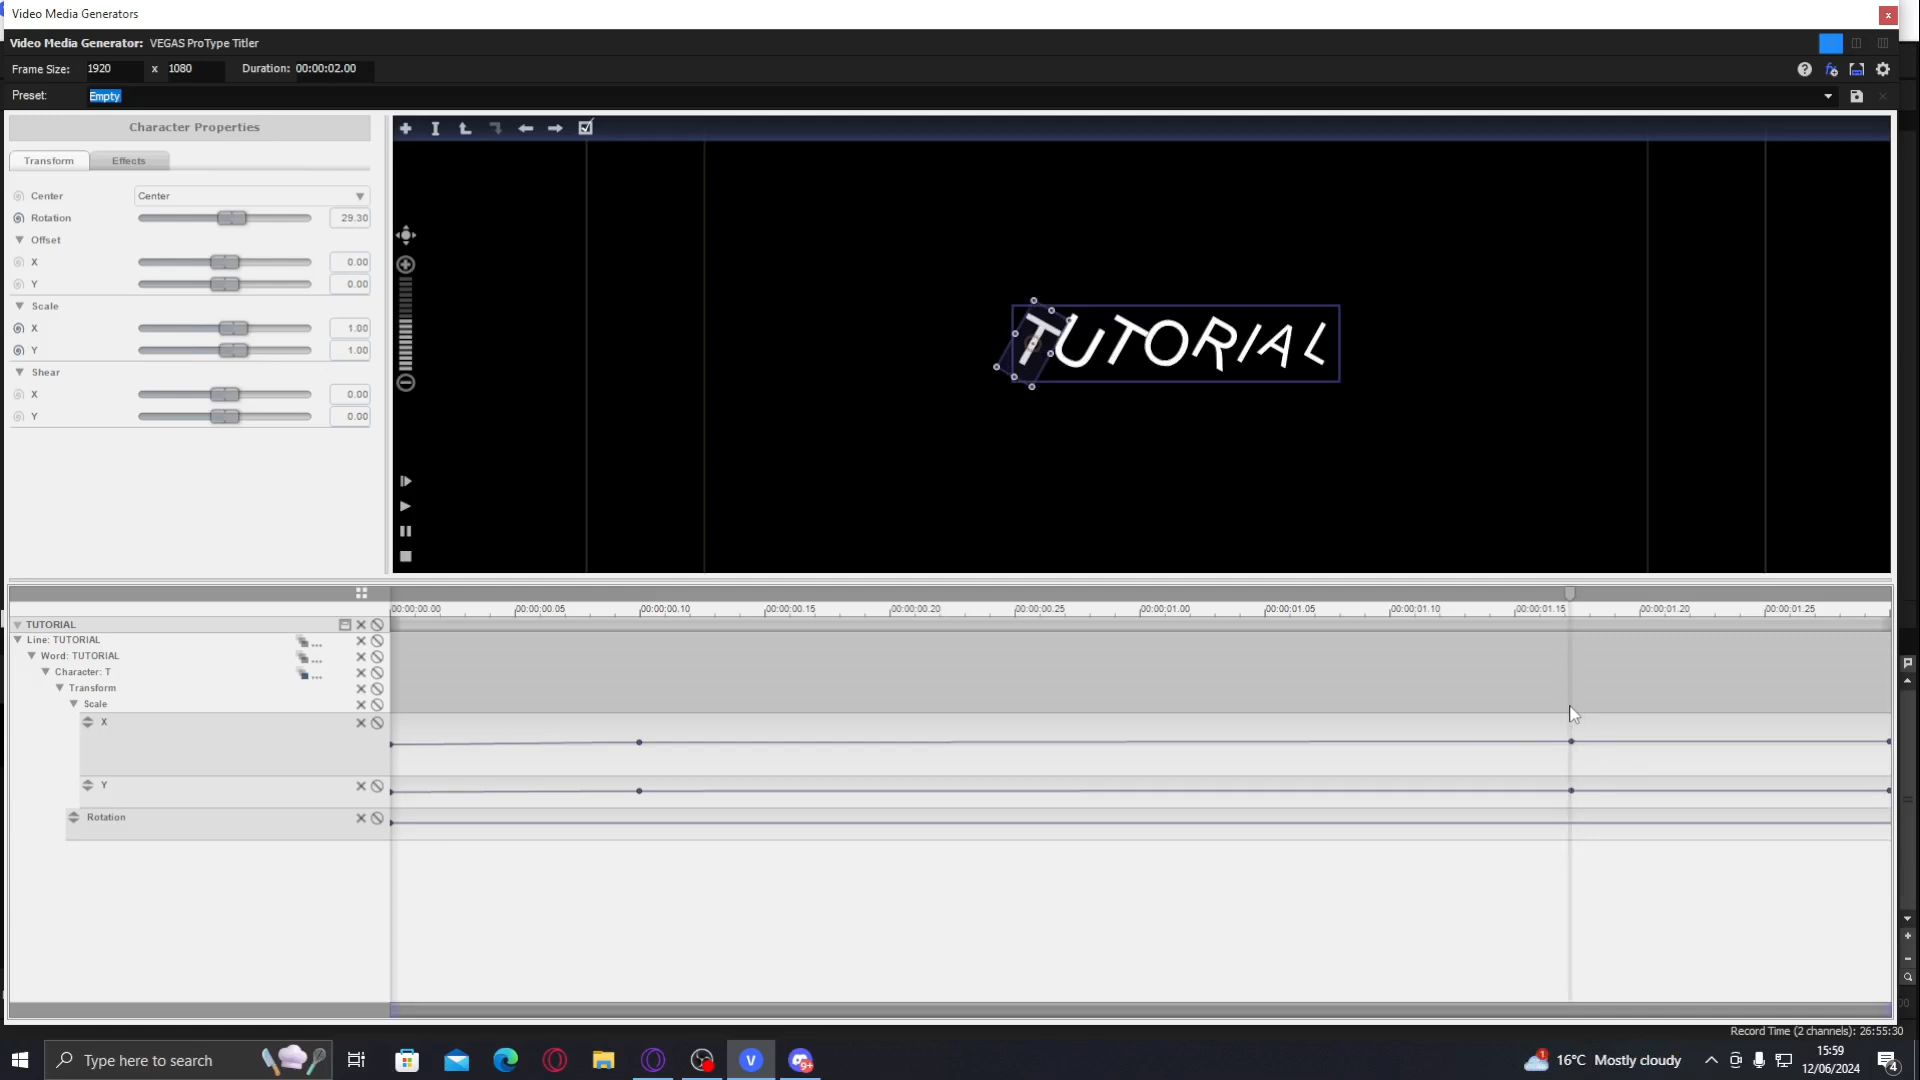 Video Media Generators
Video Media Generator: VEGAS ProType Titler
Frame Size: 1920 x 1080 Duration: 00:00:02.00
Preset: Empty
Character Properties
Transform Effects
Center Center
Rotation 29.30
Offset
X 0.00
Y 0.00
Scale
X 1.00
Y 1.00
Shear
X 0.00
Y 0.00
TUTORIAL
00:00:00.00 00:00:00.05 00:00:00.10 00:00:00.15 00:00:00.20 00:00:00.25 00:00:01.00 00:00:01.05 00:00:01.10 00:00:01.15 00:00:01.20 00:00:01.25
TUTORIAL
Line: TUTORIAL
Word: TUTORIAL
Character: T
Transform
Scale
X
Y
Rotation
Record Time (2 channels): 26:55:30
Type here to search
V
9+
1
16°C Mostly cloudy
15:59
12/06/2024
4